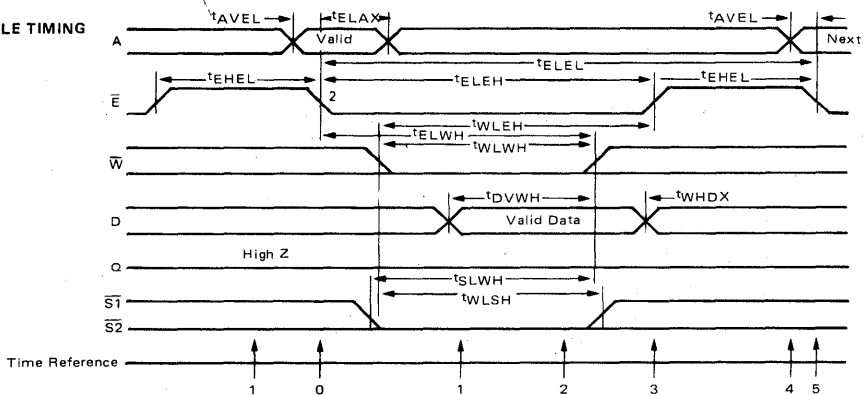 LE TIMING
tAVEL tELAX tAVEL
A Valid Next
tELEL
tEHEL tELEH tEHEL
E 2
tWLEH
tELWH
tWLWH
W
tDVWH tWHDX
D Valid Data
High Z
Q
tSLWH
S1 tWLSH
S2
Time Reference
1 0 1 2 3 4 5